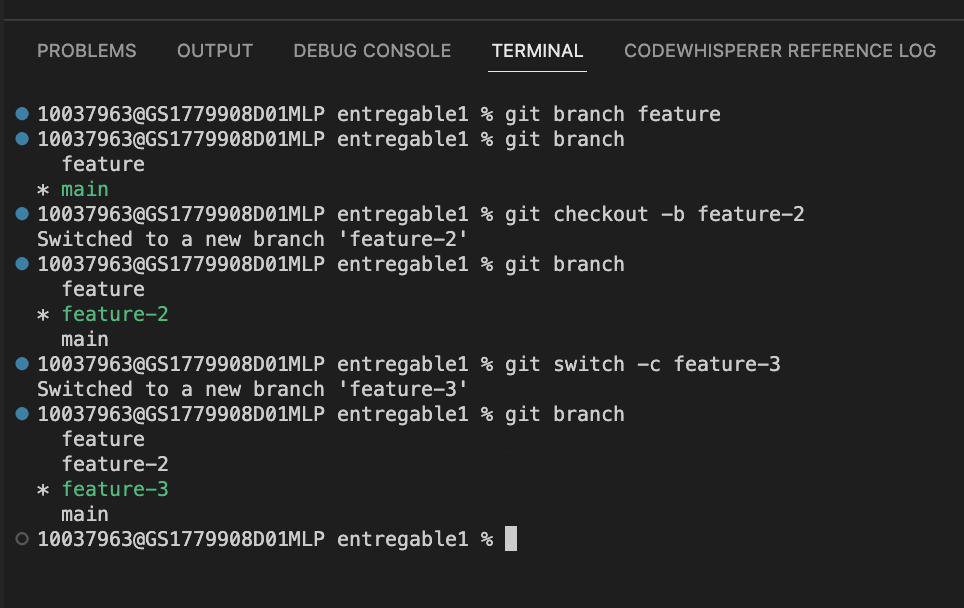 PROBLEMS OUTPUT DEBUG CONSOLE TERMINAL CODEWHISPERER REFERENCE LOG
10037963@GS1779908D01MLP entregable1 % git branch feature
10037963@GS1779908D01MLP entregable1 % git branch
  feature
* main
10037963@GS1779908D01MLP entregable1 % git checkout -b feature-2
Switched to a new branch 'feature-2'
10037963@GS1779908D01MLP entregable1 % git branch
  feature
* feature-2
  main
10037963@GS1779908D01MLP entregable1 % git switch -c feature-3
Switched to a new branch 'feature-3'
10037963@GS1779908D01MLP entregable1 % git branch
  feature
  feature-2
* feature-3
  main
10037963@GS1779908D01MLP entregable1 %